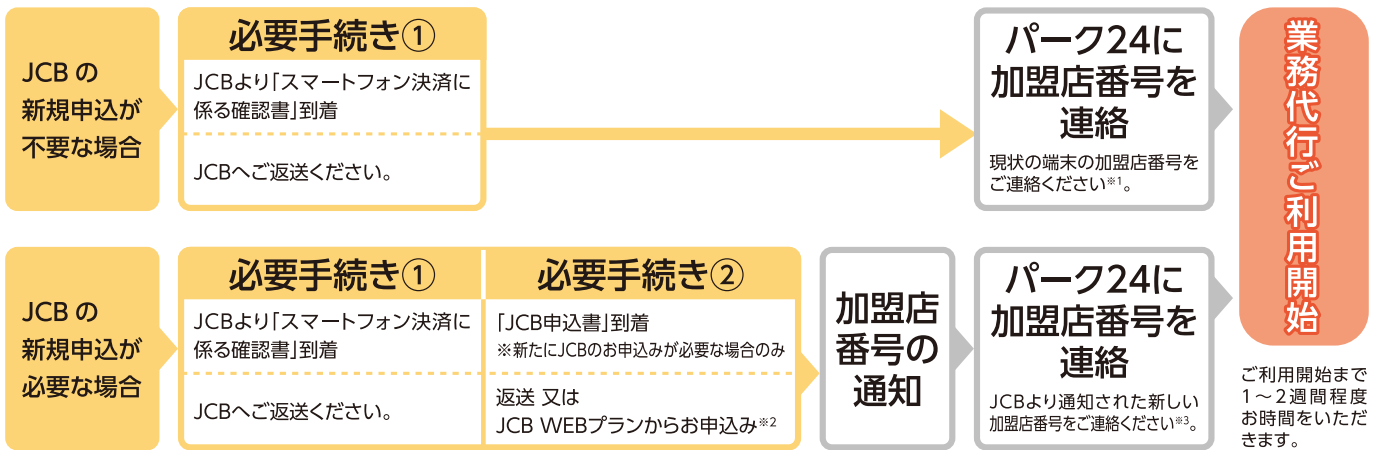 JCBの
新規申込が
不要な場合
必要手続き①
JCBより「スマートフォン決済に
係る確認書」到着
JCBへご返送ください。
パーク24に
加盟店番号を
連絡
現状の端末の加盟店番号を
ご連絡ください※1。
JCBの
新規申込が
必要な場合
必要手続き①
JCBより「スマートフォン決済に
係る確認書」到着
JCBへご返送ください。
必要手続き②
「JCB申込書」到着
※新たにJCBのお申込みが必要な場合のみ
返送 又は
JCB WEBプランからお申込み※2
加盟店
番号の
通知
パーク24に
加盟店番号を
連絡
JCBより通知された新しい
加盟店番号をご連絡ください※3。
業務代行ご利用開始
ご利用開始まで
1〜2週間程度
お時間をいただ
きます。